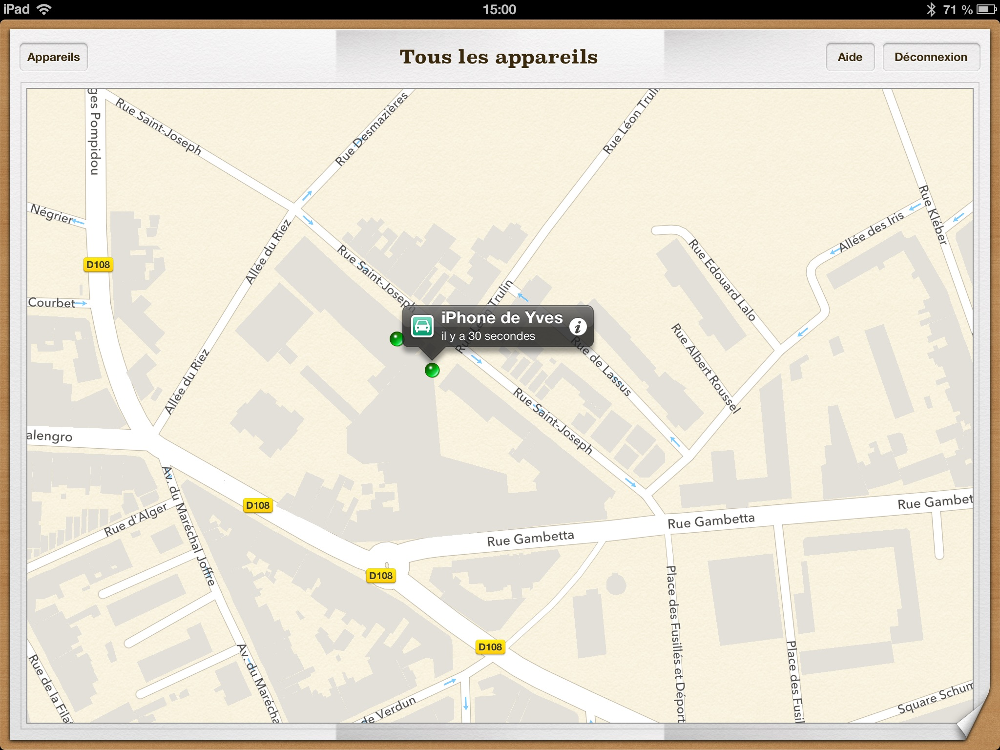 iPad
15:00
71 %
Appareils
Tous les appareils
Aide
Déconnexion
ges Pompidou
Rue Saint-Joseph
Rue Desmazières
Rue Léon Trulin
Négrier
Rue Kléber
Allée des Iris
Allée du Riez
Rue Saint-Joseph
Rue Edouard Lalo
D108
Courbet
iPhone de Yves
il y a 30 secondes
Rue Léon Trulin
Rue de Lassus
Rue Albert Roussel
Allée du Riez
Rue Saint-Joseph
alengro
Av. du Maréchal Joffre
D108
Rue d'Alger
Rue Gambetta
Rue Gambetta
Rue Gambet
D108
Place des Fusillés et Déport
D108
Place des Fusil
Av. du Marécha
Rue de la Filat
de Verdun
Square Schum